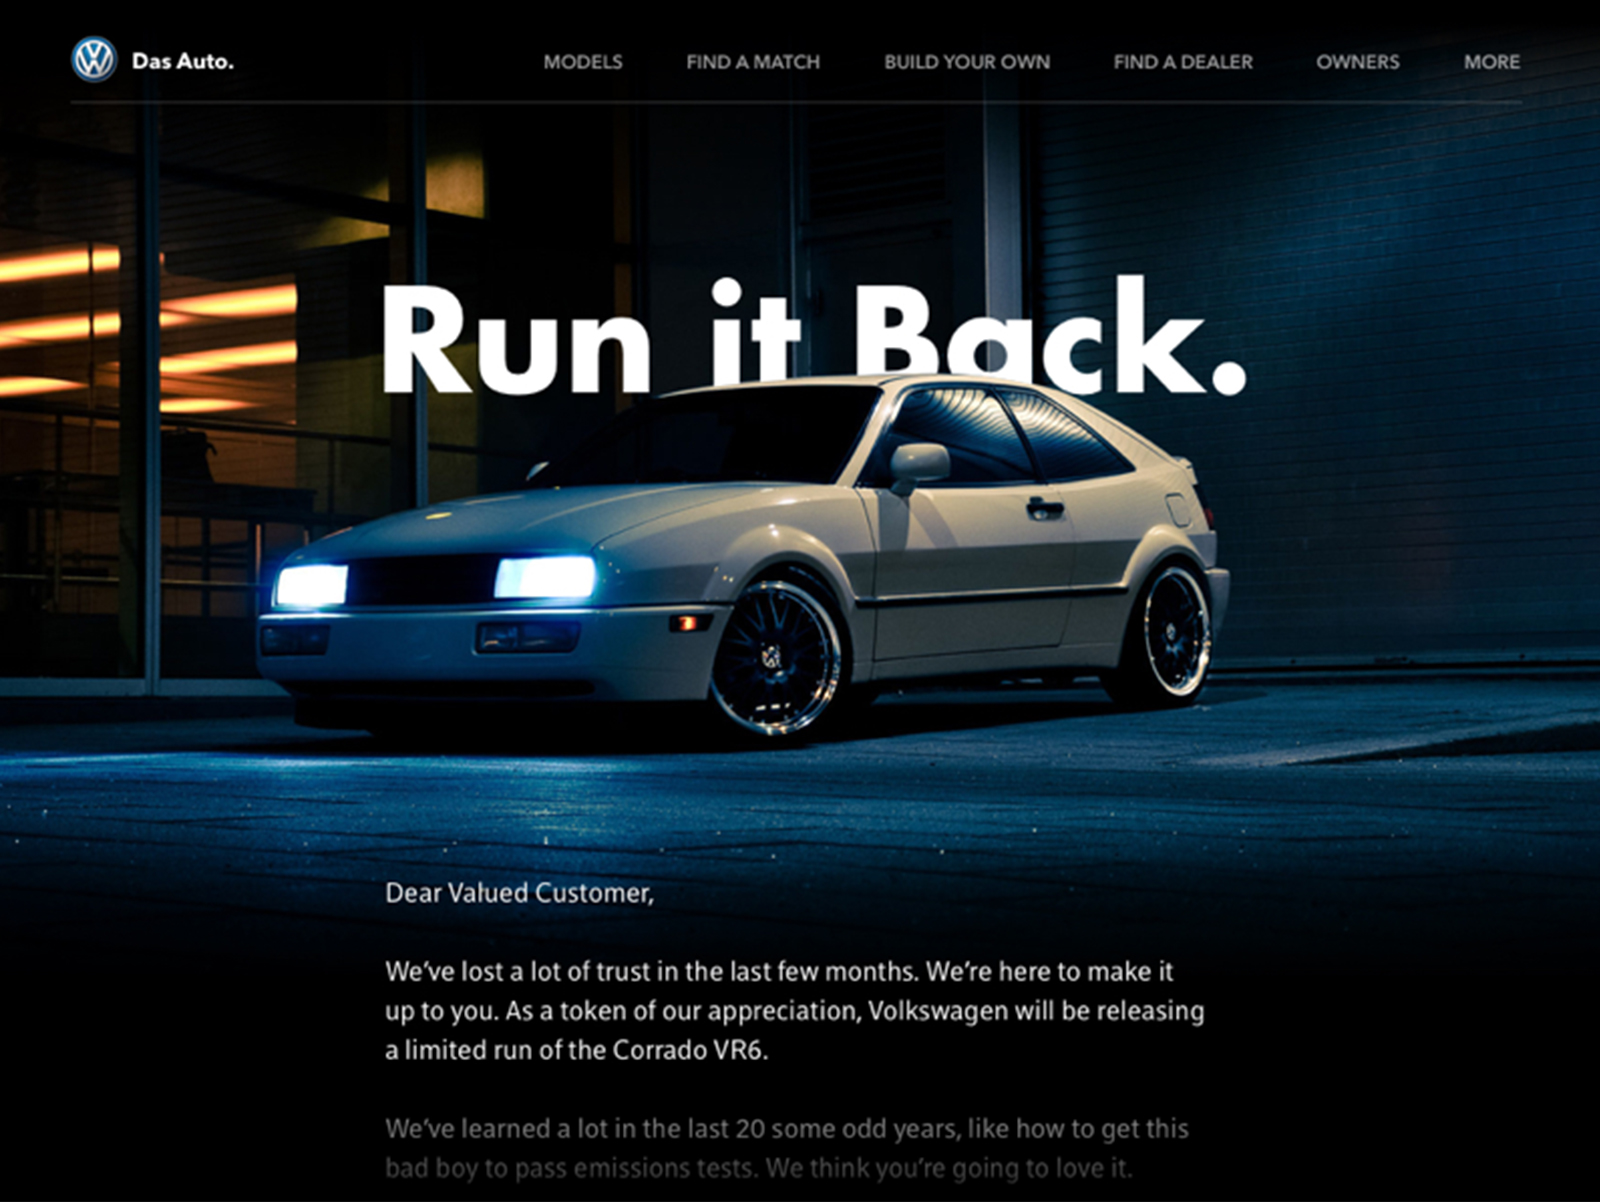 Das Auto.
MODELS
FIND A MATCH
BUILD YOUR OWN
FIND A DEALER
OWNERS
MORE
Run it Back.
Dear Valued Customer,
We've lost a lot of trust in the last few months. We're here to make it
up to you. As a token of our appreciation, Volkswagen will be releasing
a limited run of the Corrado VR6.
We've learned a lot in the last 20 some odd years, like how to get this
bad boy to pass emissions tests. We think you're going to love it.